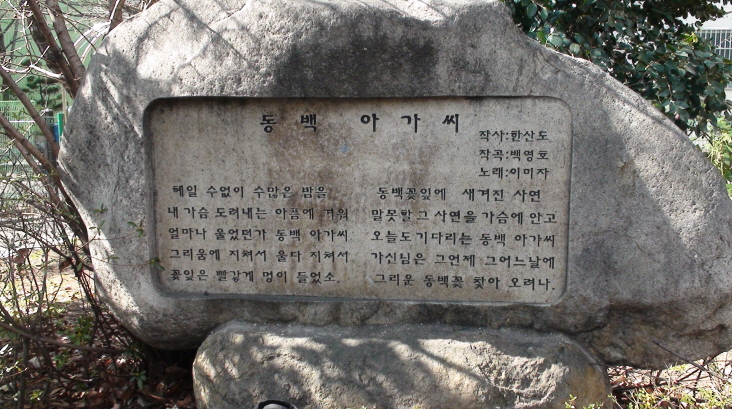 동백 아가씨
작사:한산도
작곡:백영호
노래:이미자
헤일 수없이 수많은 밤을
내 가슴 도려내는 아픔에 겨워
얼마나 울었던가 동백 아가씨
그리움에 지쳐서 울다 지쳐서
꽃잎은 빨갛게 멍이 들었소.
동백꽃잎에 새겨진 사연
말못할 그 사연을 가슴에 안고
오늘도 기다리는 동백 아가씨
가신님은 그언제 그어느날에
그리운 동백꽃 찾아 오려나.